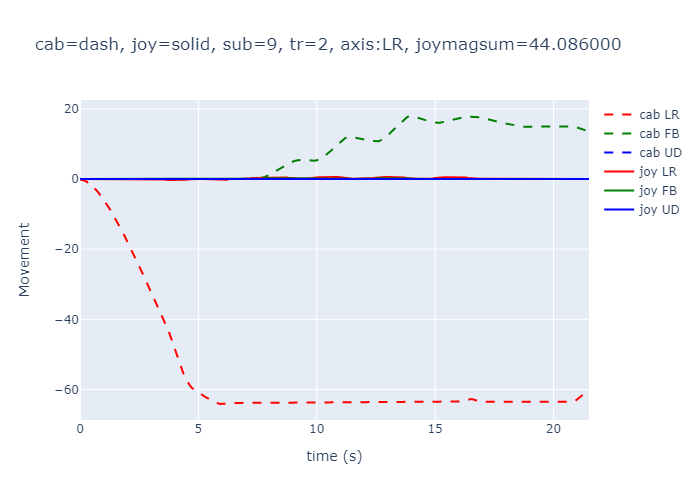 cab=dash, joy=solid, sub=9, tr=2, axis:LR, joymagsum=44.086000
20
0
−20
−40
−60
Movement
0
5
10
15
20
time (s)
cab LR
cab FB
cab UD
joy LR
joy FB
joy UD